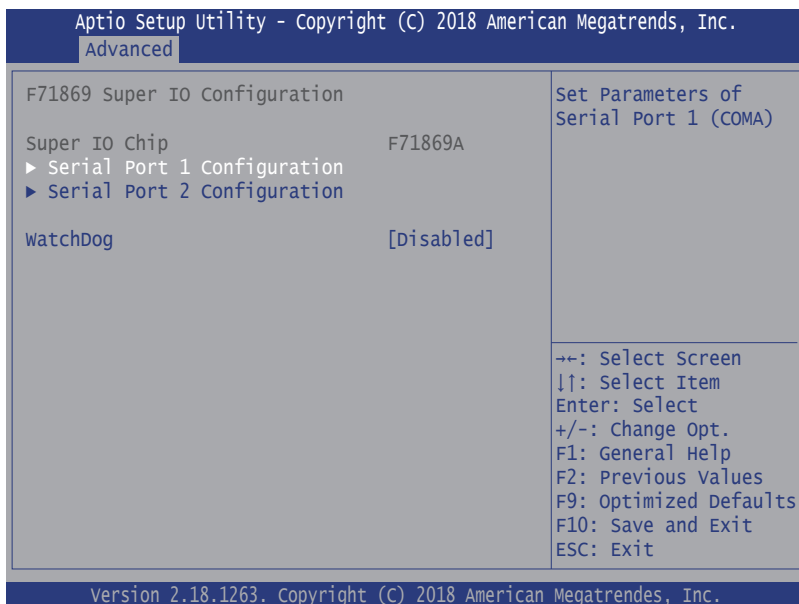 Aptio Setup Utility - Copyright (C) 2018 American Megatrends, Inc.
Advanced
F71869 Super IO Configuration
Super IO Chip F71869A
▶ Serial Port 1 Configuration
▶ Serial Port 2 Configuration
WatchDog [Disabled]
Set Parameters of
Serial Port 1 (COMA)
→←: Select Screen
↓↑: Select Item
Enter: Select
+/-: Change Opt.
F1: General Help
F2: Previous Values
F9: Optimized Defaults
F10: Save and Exit
ESC: Exit
Version 2.18.1263. Copyright (C) 2018 American Megatrendes, Inc.